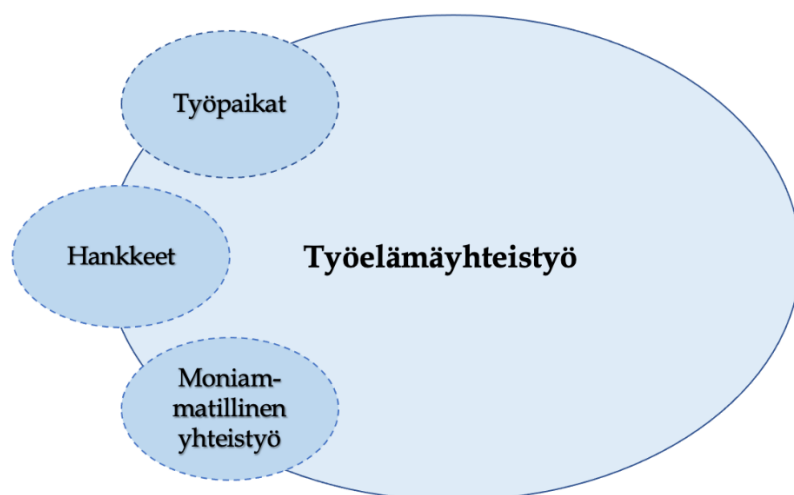 Työpaikat
Hankkeet
Työelämäyhteistyö
Moniam-
matillinen
yhteistyö